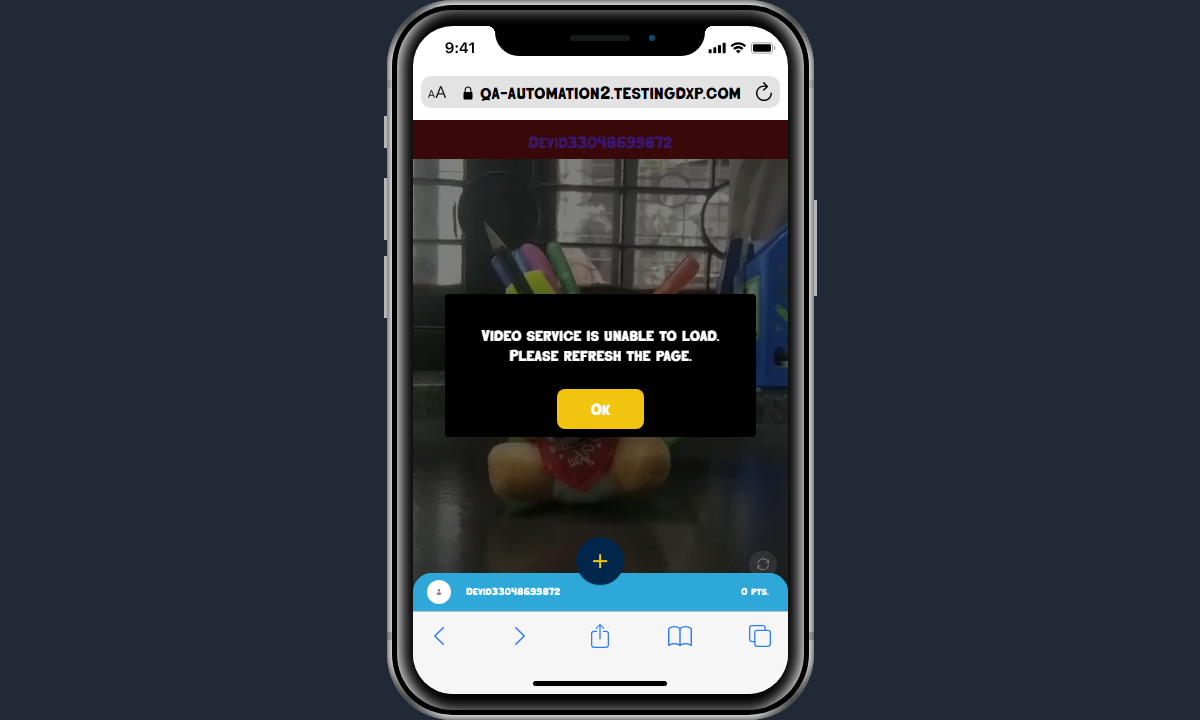 9:41
AA
QA-AUTOMATION2.TESTINGDXP.COM
Devid33048699872
Video service is unable to load.
Please refresh the page.
Ok
+
Devid33048699872
0 pts.